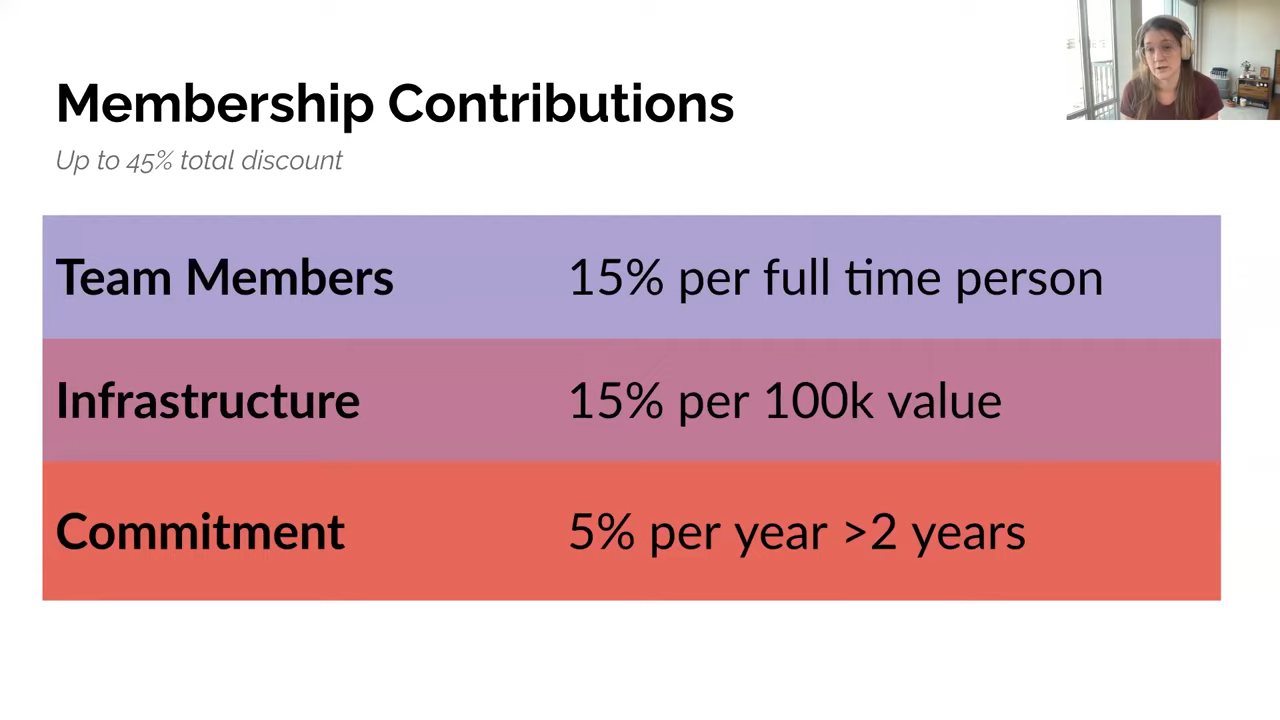 Membership Contributions
Up to 45% total discount
Team Members 15% per full time person
Infrastructure 15% per 100k value
Commitment 5% per year >2 years